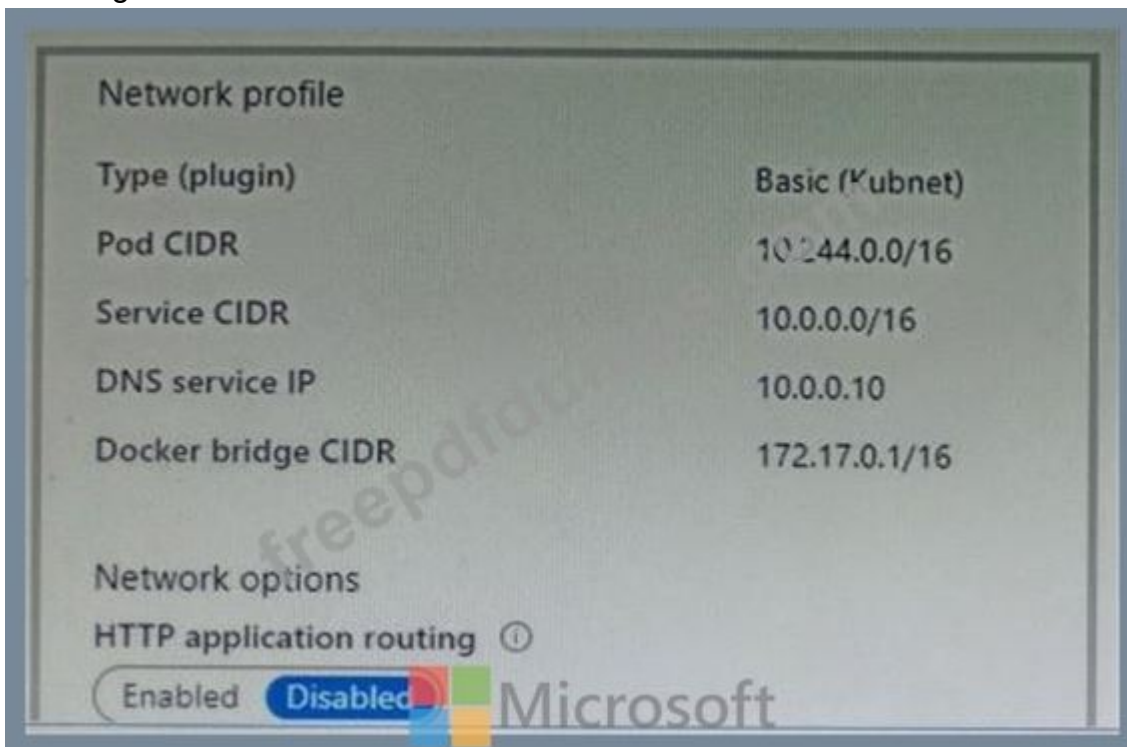 Network profile
Type (plugin) Basic (Kubnet)
Pod CIDR 10.244.0.0/16
Service CIDR 10.0.0.0/16
DNS service IP 10.0.0.10
Docker bridge CIDR 172.17.0.1/16
Network options
HTTP application routing
Enabled Disabled
Microsoft